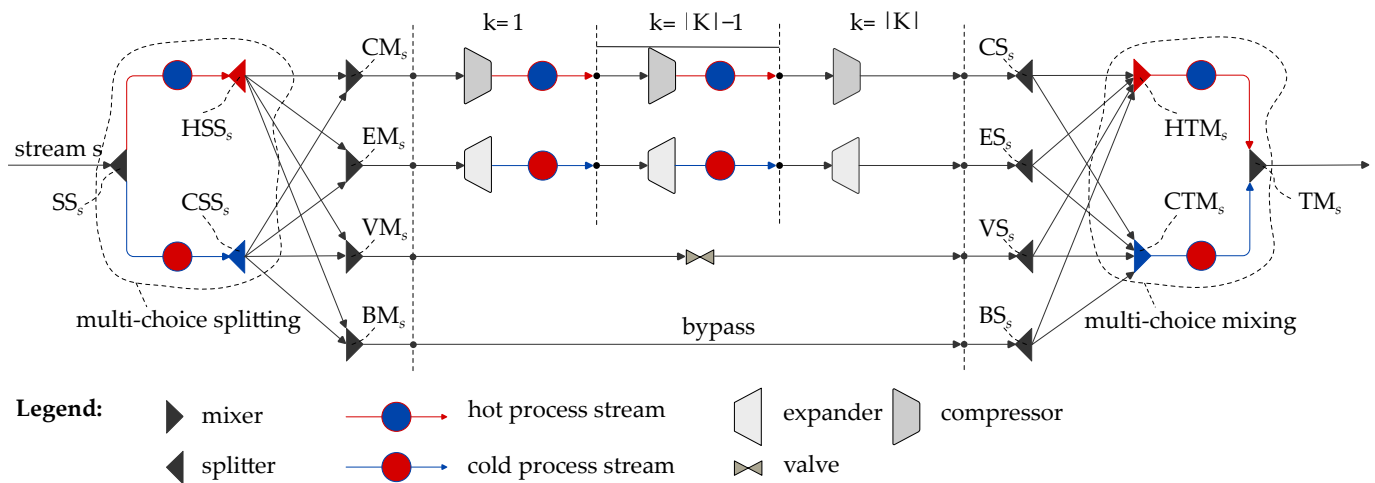 k= 1
k= |K|−1
k= |K|
CMₛ
CSₛ
HSSₛ
HTMₛ
stream s
EMₛ
ESₛ
SSₛ
CSSₛ
CTMₛ
TMₛ
VMₛ
VSₛ
multi-choice splitting
BMₛ
bypass
BSₛ
multi-choice mixing
Legend:
mixer
hot process stream
expander
compressor
splitter
cold process stream
valve